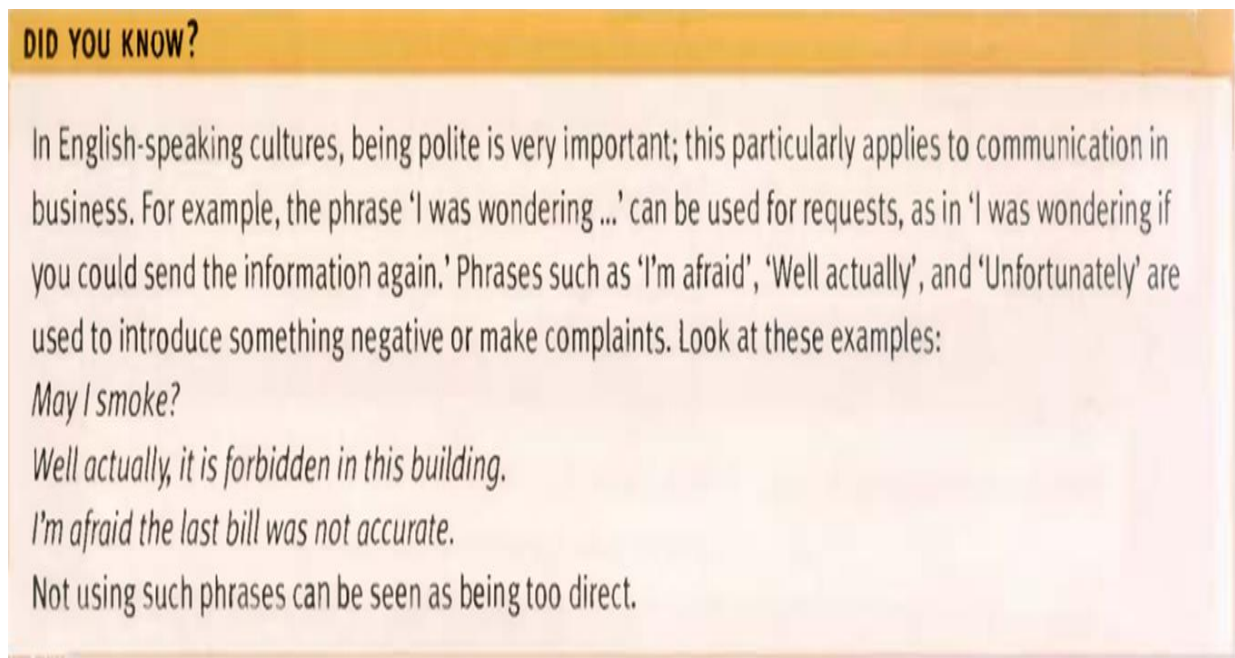 DID YOU KNOW?
In English-speaking cultures, being polite is very important; this particularly applies to communication in
business. For example, the phrase ‘I was wondering ...’ can be used for requests, as in ‘I was wondering if
you could send the information again.’ Phrases such as ‘I'm afraid’, ‘Well actually’, and ‘Unfortunately’ are
used to introduce something negative or make complaints. Look at these examples:
May I smoke?
Well actually, it is forbidden in this building.
I'm afraid the last bill was not accurate.
Not using such phrases can be seen as being too direct.